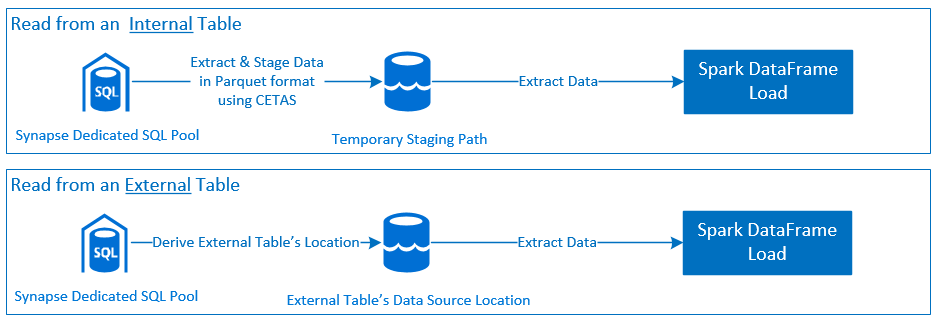 Read from an Internal Table
SQL
Extract & Stage Data
in Parquet format
using CETAS
Extract Data
Spark DataFrame
Load
Synapse Dedicated SQL Pool
Temporary Staging Path
Read from an External Table
SQL
Derive External Table's Location
Extract Data
Spark DataFrame
Load
Synapse Dedicated SQL Pool
External Table's Data Source Location